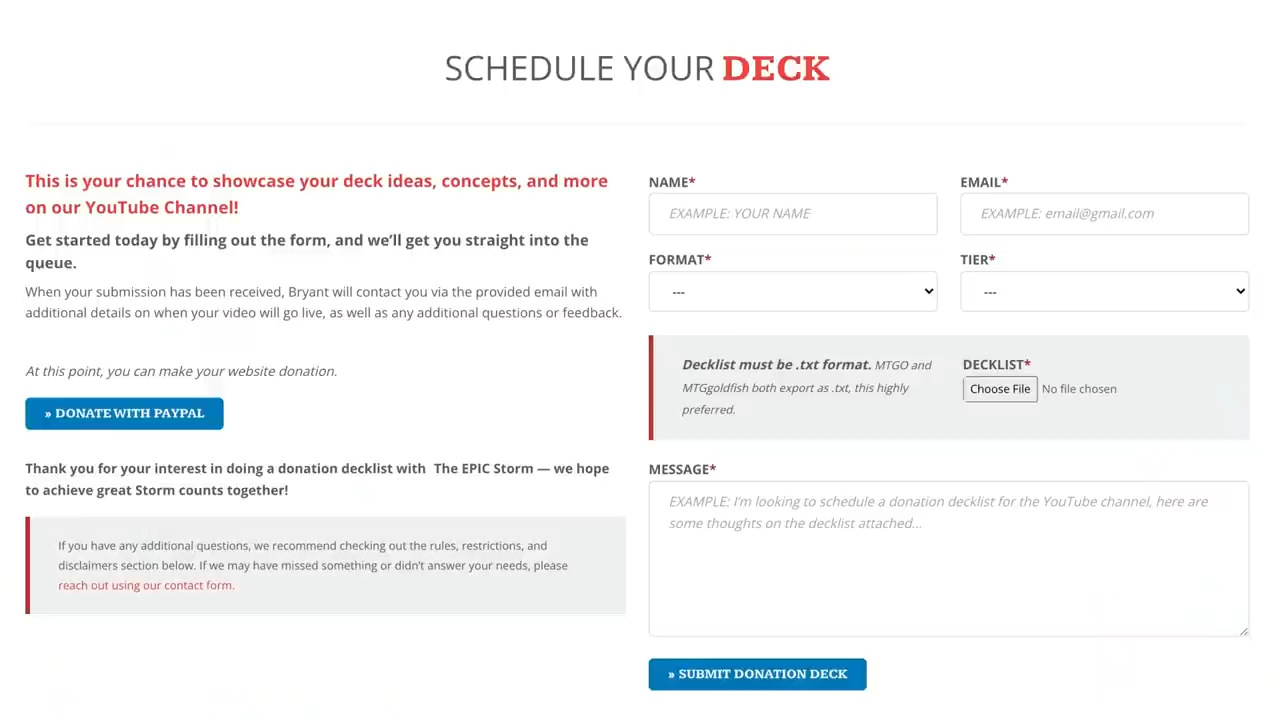 SCHEDULE YOUR DECK
This is your chance to showcase your deck ideas, concepts, and more
on our YouTube Channel!
Get started today by filling out the form, and we’ll get you straight into the
queue.
When your submission has been received, Bryant will contact you via the provided email with
additional details on when your video will go live, as well as any additional questions or feedback.
At this point, you can make your website donation.
» DONATE WITH PAYPAL
Thank you for your interest in doing a donation decklist with The EPIC Storm — we hope
to achieve great Storm counts together!
If you have any additional questions, we recommend checking out the rules, restrictions, and
disclaimers section below. If we may have missed something or didn’t answer your needs, please
reach out using our contact form.
NAME*
EXAMPLE: YOUR NAME
EMAIL*
EXAMPLE: email@gmail.com
FORMAT*
---
TIER*
---
Decklist must be .txt format. MTGO and
MTGgoldfish both export as .txt, this highly
preferred.
DECKLIST*
Choose File No file chosen
MESSAGE*
EXAMPLE: I’m looking to schedule a donation decklist for the YouTube channel, here are
some thoughts on the decklist attached...
» SUBMIT DONATION DECK